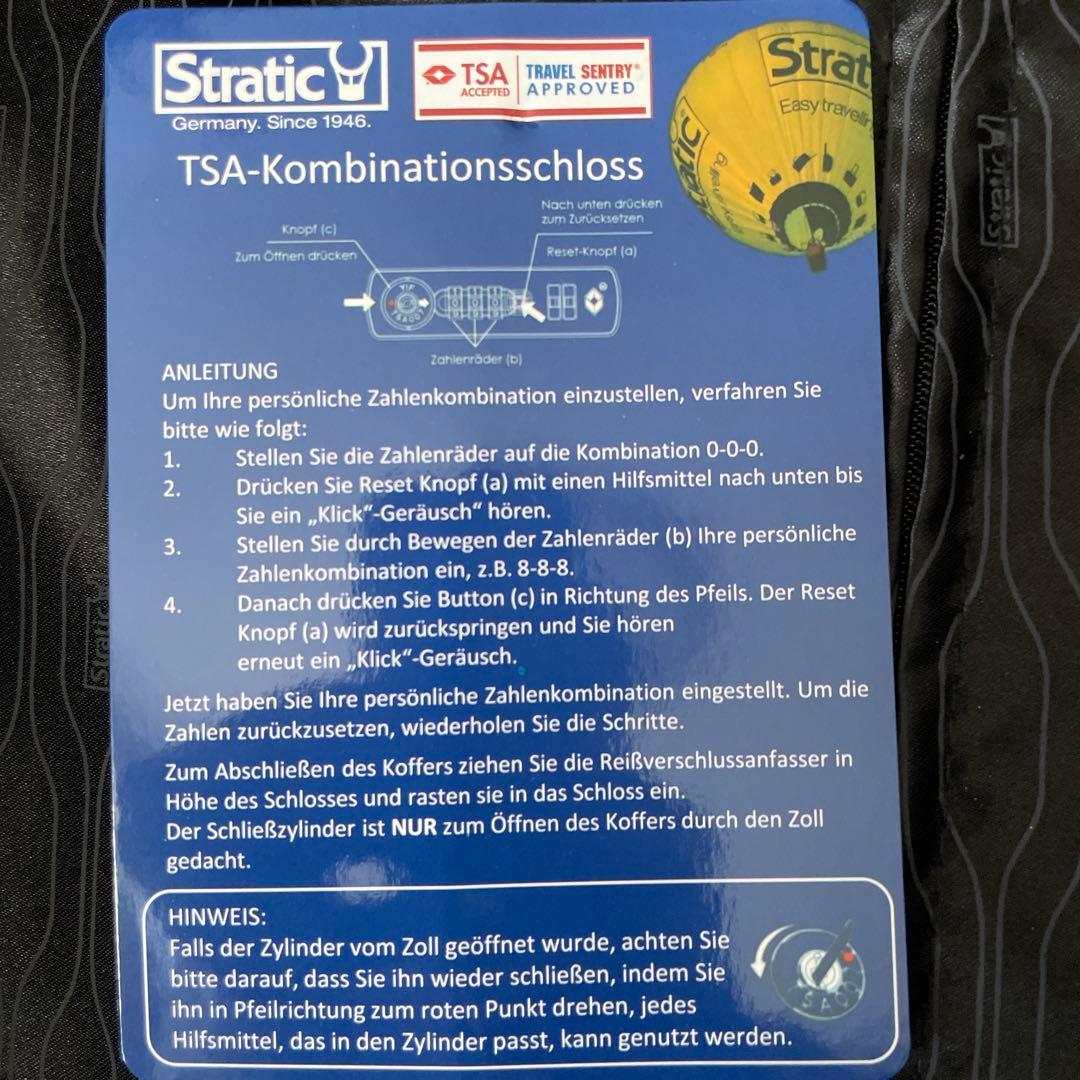 Stratic
Germany. Since 1946.
TSA
ACCEPTED
TRAVEL SENTRY®
APPROVED
Strat
Easy travellin
TSA-Kombinationsschloss
Nach unten drücken
zum Zurücksetzen
Knopf (c)
Zum Öffnen drücken
Reset-Knopf (a)
Zahlenräder (b)
ANLEITUNG
Um Ihre persönliche Zahlenkombination einzustellen, verfahren Sie
bitte wie folgt:
1. Stellen Sie die Zahlenräder auf die Kombination 0-0-0.
2. Drücken Sie Reset Knopf (a) mit einen Hilfsmittel nach unten bis
Sie ein „Klick“-Geräusch“ hören.
3. Stellen Sie durch Bewegen der Zahlenräder (b) Ihre persönliche
Zahlenkombination ein, z.B. 8-8-8.
4. Danach drücken Sie Button (c) in Richtung des Pfeils. Der Reset
Knopf (a) wird zurückspringen und Sie hören
erneut ein „Klick“-Geräusch.
Jetzt haben Sie Ihre persönliche Zahlenkombination eingestellt. Um die
Zahlen zurückzusetzen, wiederholen Sie die Schritte.
Zum Abschließen des Koffers ziehen Sie die Reißverschlussanfasser in
Höhe des Schlosses und rasten sie in das Schloss ein.
Der Schließzylinder ist NUR zum Öffnen des Koffers durch den Zoll
gedacht.
HINWEIS:
Falls der Zylinder vom Zoll geöffnet wurde, achten Sie
bitte darauf, dass Sie ihn wieder schließen, indem Sie
ihn in Pfeilrichtung zum roten Punkt drehen, jedes
Hilfsmittel, das in den Zylinder passt, kann genutzt werden.
Stratic
Stratic